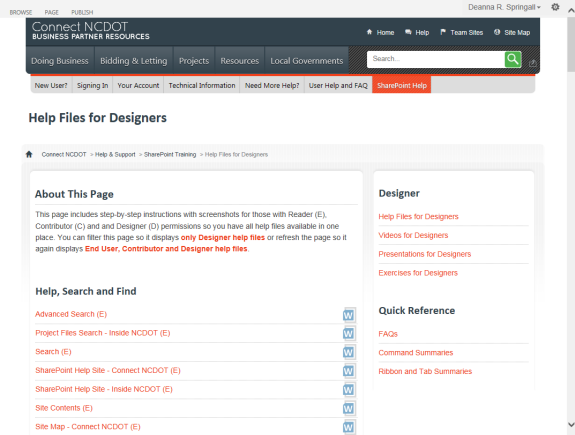 BROWSE PAGE PUBLISH Deanna R. Springall
Connect NCDOT
BUSINESS PARTNER RESOURCES
Home Help Team Sites Site Map
Doing Business Bidding & Letting Projects Resources Local Governments Search...
New User? Signing In Your Account Technical Information Need More Help? User Help and FAQ SharePoint Help
Help Files for Designers
Connect NCDOT > Help & Support > SharePoint Training > Help Files for Designers
About This Page
This page includes step-by-step instructions with screenshots for those with Reader (E),
Contributor (C) and and Designer (D) permissions so you have all help files available in one
place. You can filter this page so it displays only Designer help files or refresh the page so it
again displays End User, Contributor and Designer help files.
Help, Search and Find
Advanced Search (E)
Project Files Search - Inside NCDOT (E)
Search (E)
SharePoint Help Site - Connect NCDOT (E)
SharePoint Help Site - Inside NCDOT (E)
Site Contents (E)
Site Map - Connect NCDOT (E)
Designer
Help Files for Designers
Videos for Designers
Presentations for Designers
Exercises for Designers
Quick Reference
FAQs
Command Summaries
Ribbon and Tab Summaries